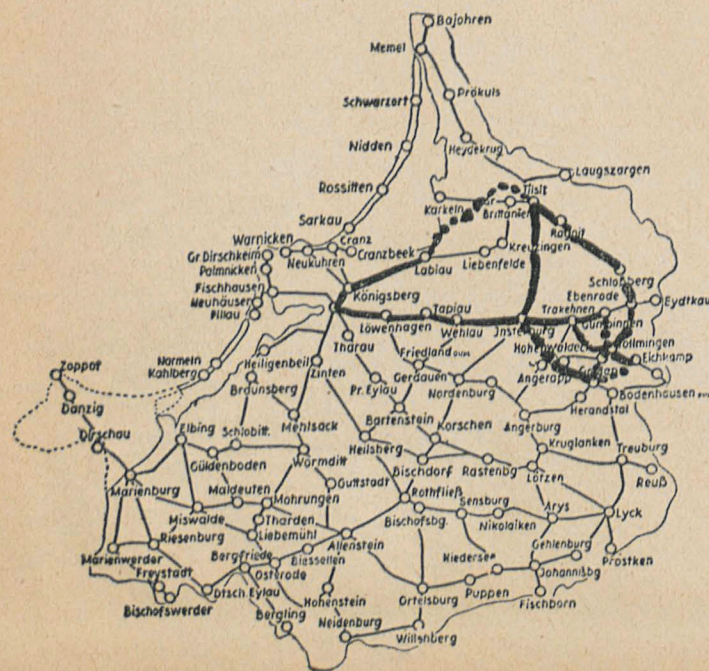 Bajohren
Memel
Prökuls
Schwarzort
Nidden
Heydekrug
Laugszargen
Rossitten
Tilsit
Karkeln
Brittanien
Ragnit
Sarkau
Kreuzingen
Warnicken
Cranz
Gr Dirschkeim
Cranzbeek
Neukuhren
Labiau
Liebenfelde
Palmnicken
Schloßberg
Fischhausen
Königsberg
Ebenrode
Eydtkau
Neuhäuser
Tapiau
Trakehnen
Pillau
Löwenhagen
Wehlau
Insterburg
Gumbinnen
Tharau
Friedland
Eichkamp
Zoppot
Narmeln
Kahlberg
Heiligenbeil
Zinten
Gerdauen
Angerapp
Bodenhausen
Danzig
Braunsberg
Pr. Eylau
Nordenburg
Herandstal
Mehlsack
Bartenstein
Angerburg
Dirschau
Elbing
Schlobitt.
Korschen
Kruglanken
Heilsberg
Treuburg
Güldenboden
Wormditt
Bischdorf
Rastenbg
Lötzen
Reuß
Marienburg
Guttstadt
Maldeuten
Mohrungen
Rothfließ
Sensburg
Arys
Miswalde
Tharden
Bischofsbg.
Nikolaiken
Lyck
Riesenburg
Liebemühl
Allenstein
Marienwerder
Bergfriede
Biessellen
Niedersee
Gehlenburg
Prostken
Freystadt
Osterode
Johannißbg
Dtsch. Eylau
Puppen
Bischofswerder
Hohenstein
Ortelsburg
Fischborn
Bergling
Neidenburg
Willenberg